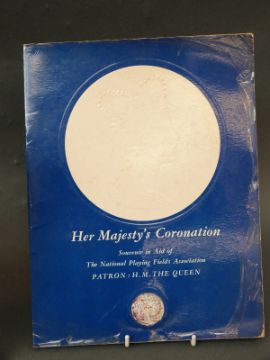 Her Majesty's Coronation
Souvenir in Aid of
The National Playing Fields Association
PATRON: H.M. THE QUEEN